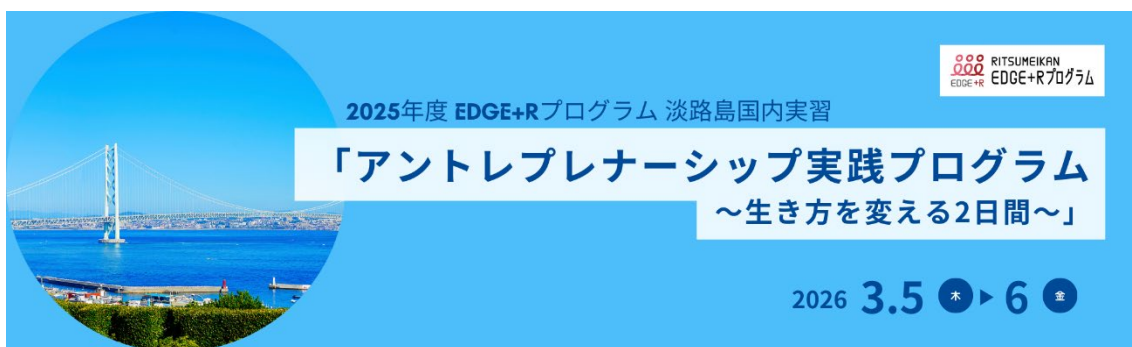 RITSUMEIKAN
EDGE+Rプログラム
EDGE+R
2025年度 EDGE+Rプログラム 淡路島国内実習
「アントレプレナーシップ実践プログラム
～生き方を変える2日間～」
2026 3.5 木 ▶ 6 金